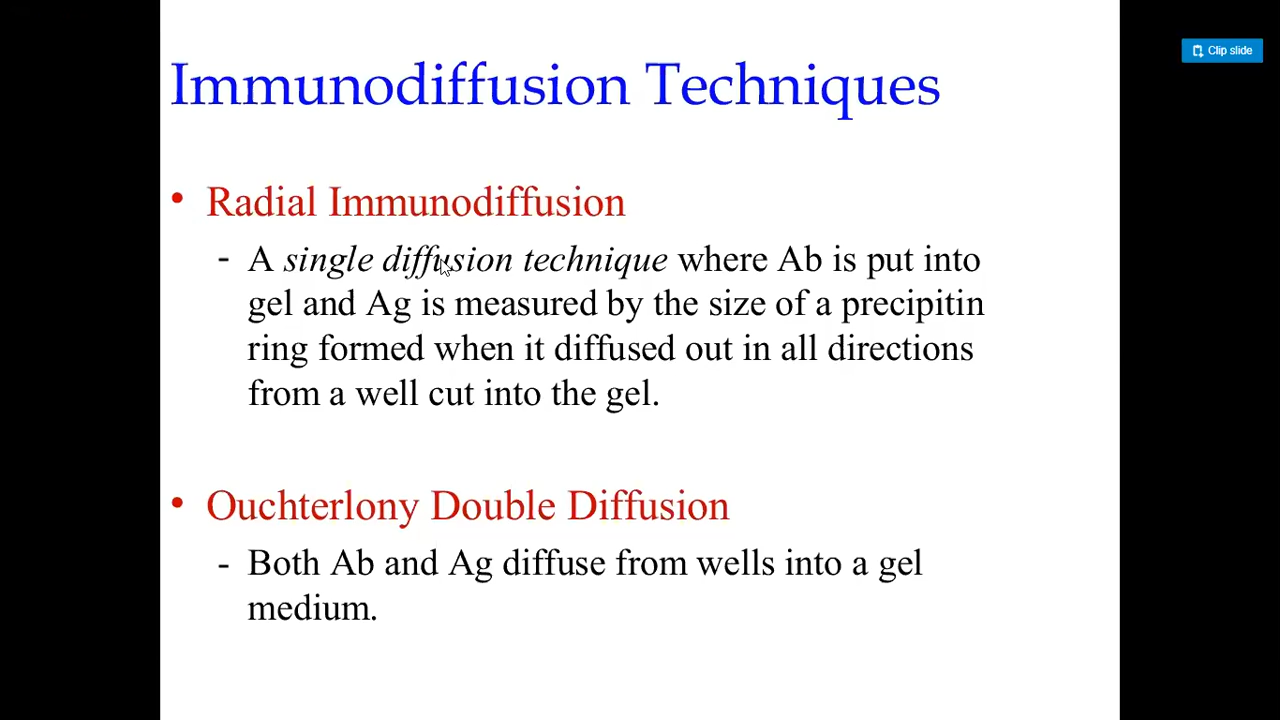 Clip slide
Immunodiffusion Techniques
• Radial Immunodiffusion
- A single diffusion technique where Ab is put into
gel and Ag is measured by the size of a precipitin
ring formed when it diffused out in all directions
from a well cut into the gel.
• Ouchterlony Double Diffusion
- Both Ab and Ag diffuse from wells into a gel
medium.